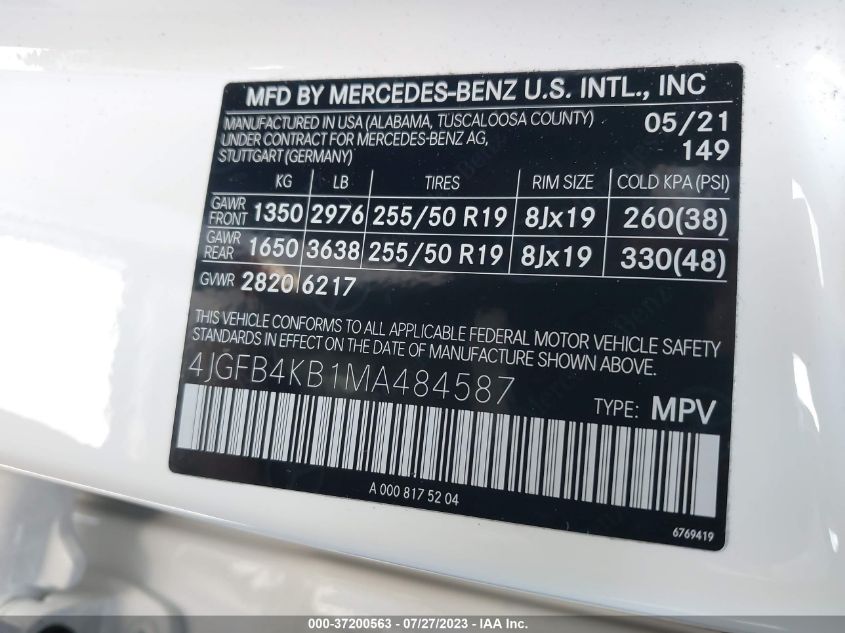 MFD BY MERCEDES-BENZ U.S. INTL., INC
MANUFACTURED IN USA (ALABAMA, TUSCALOOSA COUNTY) 05/21
UNDER CONTRACT FOR MERCEDES-BENZ AG, 149
STUTTGART (GERMANY)
KG LB TIRES RIM SIZE COLD KPA (PSI)
GAWR FRONT 1350 2976 255/50 R19 8Jx19 260(38)
GAWR REAR 1650 3638 255/50 R19 8Jx19 330(48)
GVWR 2820 6217
THIS VEHICLE CONFORMS TO ALL APPLICABLE FEDERAL MOTOR VEHICLE SAFETY
STANDARDS IN EFFECT ON THE DATE OF MANUFACTURE SHOWN ABOVE.
4JGFB4KB1MA484587 TYPE: MPV
A 000 817 52 04
6769419
000-37200563 - 07/27/2023 - IAA Inc.